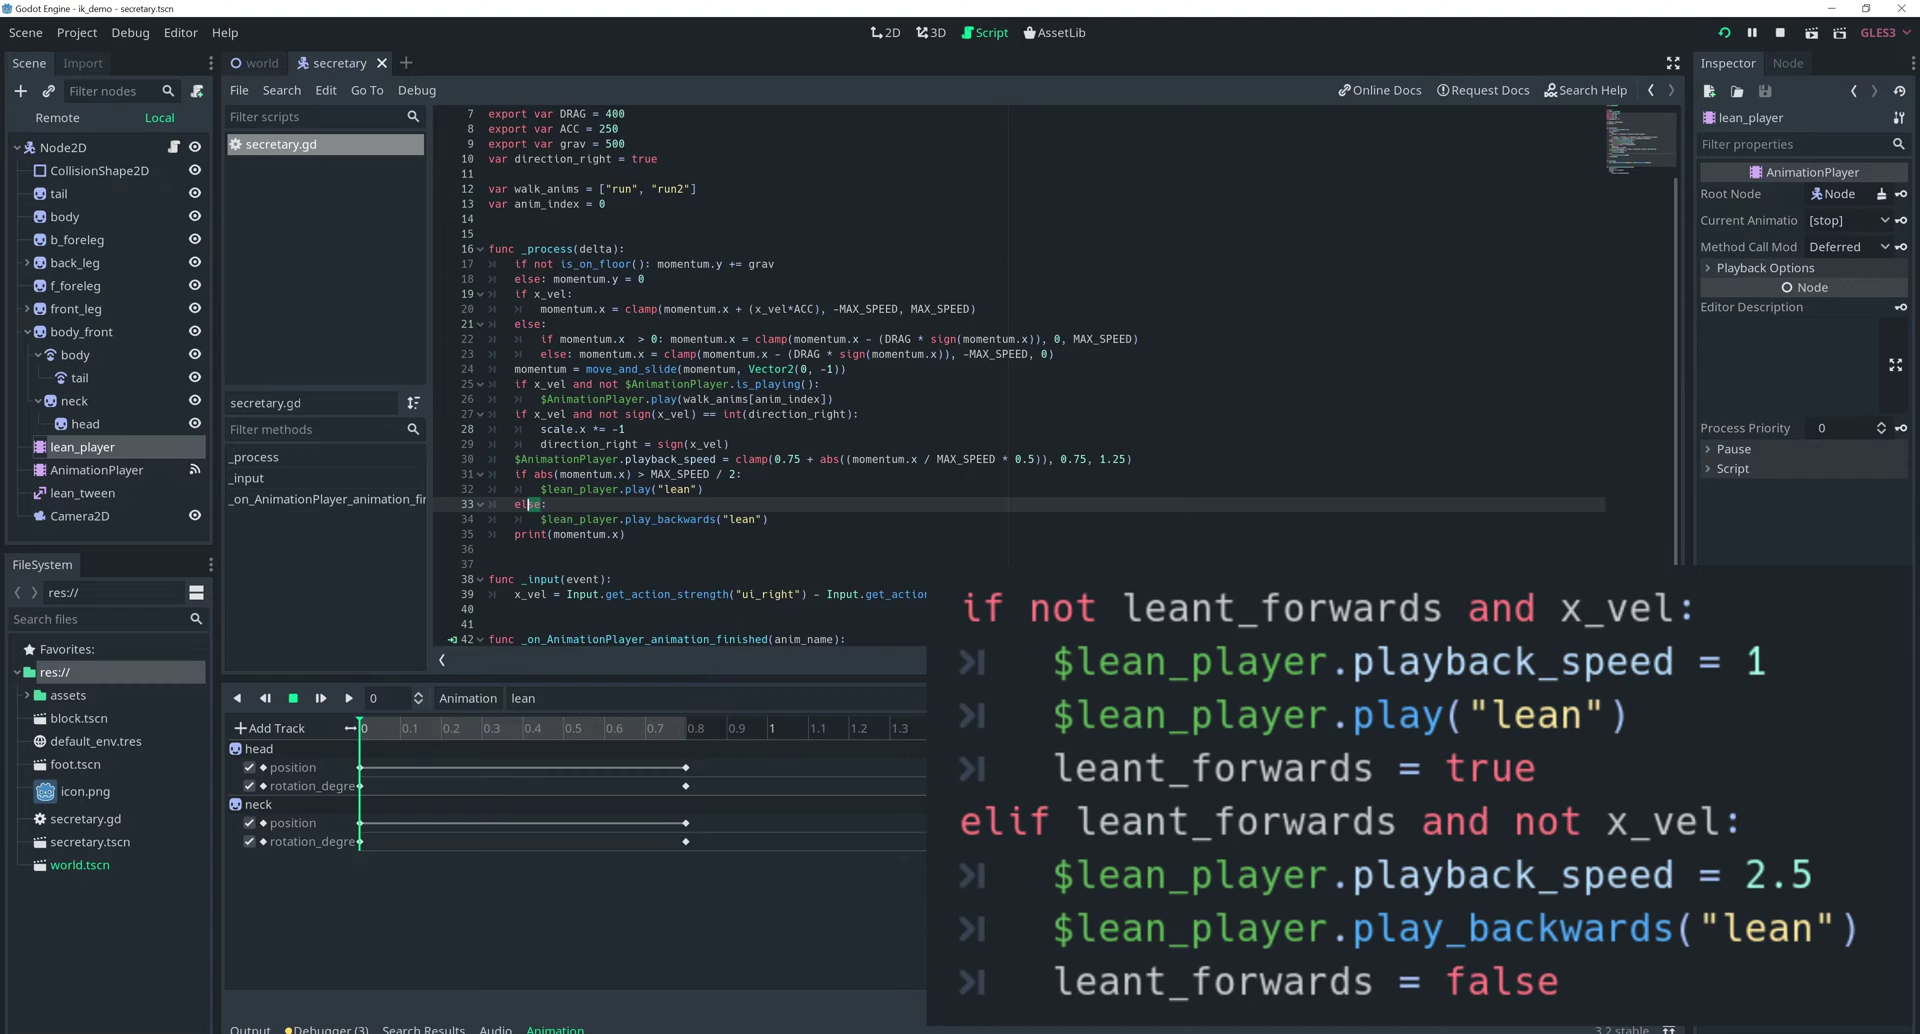 Godot Engine - ik_demo - secretary.tscn
Scene Project Debug Editor Help
2D 3D Script AssetLib
GLES3
Scene Import
Filter nodes
Remote Local
Node2D
CollisionShape2D
tail
body
b_foreleg
back_leg
f_foreleg
front_leg
body_front
body
tail
neck
head
lean_player
AnimationPlayer
lean_tween
Camera2D
FileSystem
res://
Search files
Favorites:
res://
assets
block.tscn
default_env.tres
foot.tscn
icon.png
secretary.gd
secretary.tscn
world.tscn
world secretary
File Search Edit Go To Debug
Online Docs Request Docs Search Help
Filter scripts
secretary.gd
secretary.gd
Filter methods
_process
_input
_on_AnimationPlayer_animation_fir
7 export var DRAG = 400
8 export var ACC = 250
9 export var grav = 500
10 var direction_right = true
11
12 var walk_anims = ["run", "run2"]
13 var anim_index = 0
14
15
16 func _process(delta):
17 if not is_on_floor(): momentum.y += grav
18 else: momentum.y = 0
19 if x_vel:
20 momentum.x = clamp(momentum.x + (x_vel*ACC), -MAX_SPEED, MAX_SPEED)
21 else:
22 if momentum.x > 0: momentum.x = clamp(momentum.x - (DRAG * sign(momentum.x)), 0, MAX_SPEED)
23 else: momentum.x = clamp(momentum.x - (DRAG * sign(momentum.x)), -MAX_SPEED, 0)
24 momentum = move_and_slide(momentum, Vector2(0, -1))
25 if x_vel and not $AnimationPlayer.is_playing():
26 $AnimationPlayer.play(walk_anims[anim_index])
27 if x_vel and not sign(x_vel) == int(direction_right):
28 scale.x *= -1
29 direction_right = sign(x_vel)
30 $AnimationPlayer.playback_speed = clamp(0.75 + abs((momentum.x / MAX_SPEED * 0.5)), 0.75, 1.25)
31 if abs(momentum.x) > MAX_SPEED / 2:
32 $lean_player.play("lean")
33 else:
34 $lean_player.play_backwards("lean")
35 print(momentum.x)
36
37
38 func _input(event):
39 x_vel = Input.get_action_strength("ui_right") - Input.get_action
40
41
42 func _on_AnimationPlayer_animation_finished(anim_name):
0 Animation lean
Add Track 0 0.1 0.2 0.3 0.4 0.5 0.6 0.7 0.8 0.9 1 1.1 1.2 1.3
head
position
rotation_degre
neck
position
rotation_degre
Output Debugger (3) Search Results Audio Animation
3.2.stable
Inspector Node
lean_player
Filter properties
AnimationPlayer
Root Node Node
Current Animatio [stop]
Method Call Mod Deferred
Playback Options
Node
Editor Description
Process Priority 0
Pause
Script
if not leant_forwards and x_vel:
$lean_player.playback_speed = 1
$lean_player.play("lean")
leant_forwards = true
elif leant_forwards and not x_vel:
$lean_player.playback_speed = 2.5
$lean_player.play_backwards("lean")
leant_forwards = false